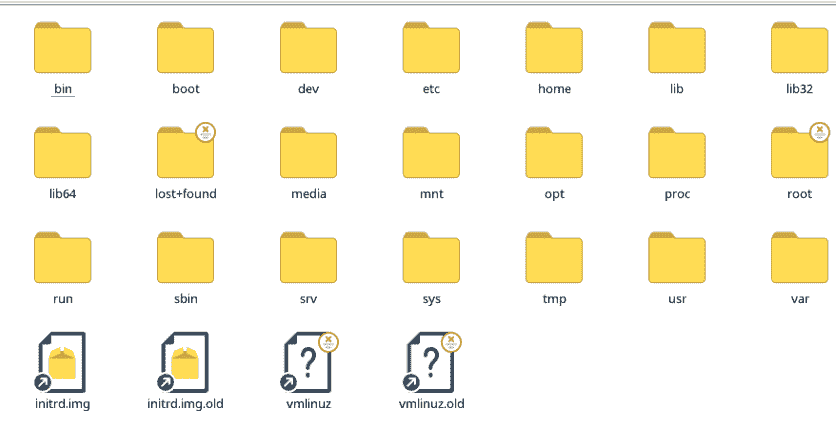 bin boot dev etc home lib lib32
lib64 lost+found media mnt opt proc root
run sbin srv sys tmp usr var
initrd.img initrd.img.old vmlinuz vmlinuz.old